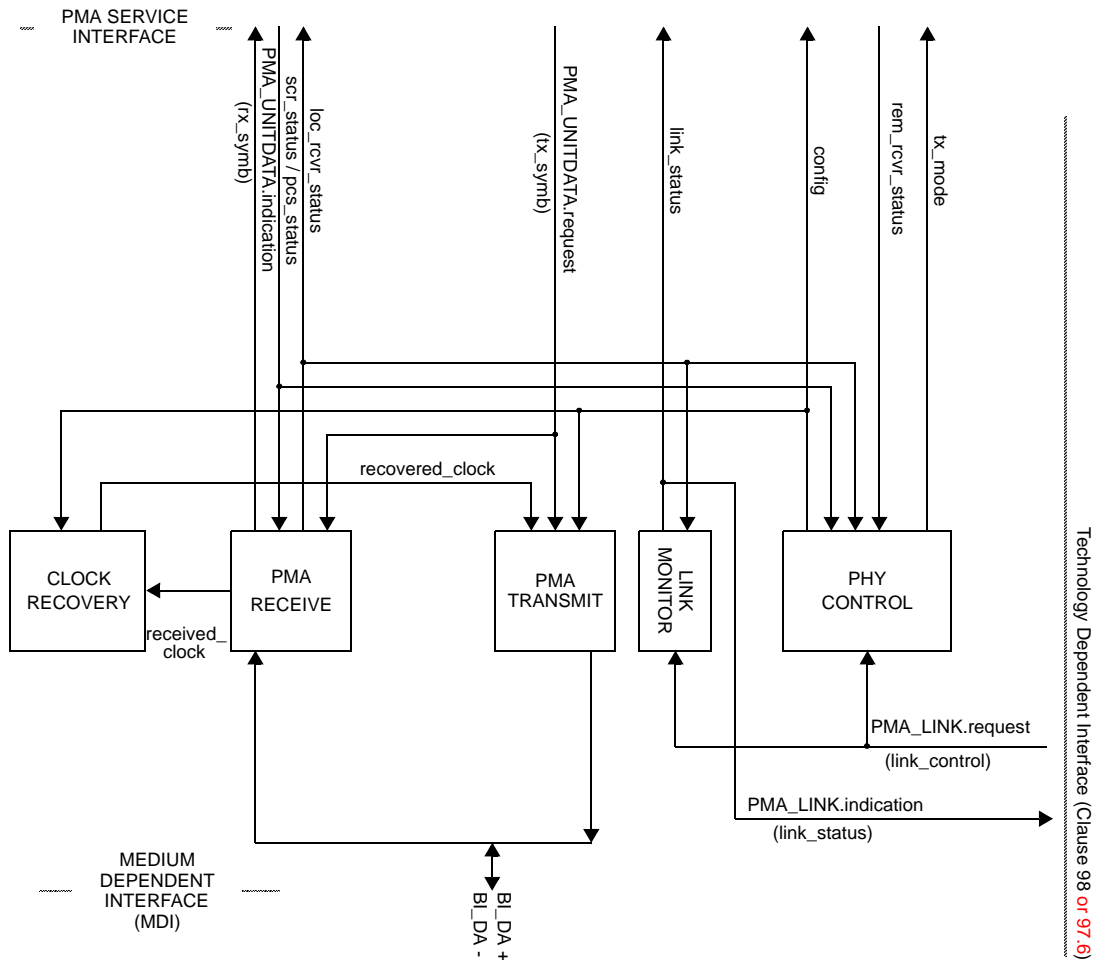 PMA SERVICE
INTERFACE
PMA_UNITDATA.indication
(rx_symb)
scr_status / pcs_status
loc_rcvr_status
PMA_UNITDATA.request
(tx_symb)
link_status
config
rem_rcvr_status
tx_mode
recovered_clock
CLOCK
RECOVERY
PMA
RECEIVE
PMA
TRANSMIT
LINK
MONITOR
PHY
CONTROL
received_
clock
PMA_LINK.request
(link_control)
PMA_LINK.indication
(link_status)
MEDIUM
DEPENDENT
INTERFACE
(MDI)
BI_DA +
BI_DA -
Technology Dependent Interface (Clause 98 or 97.6)